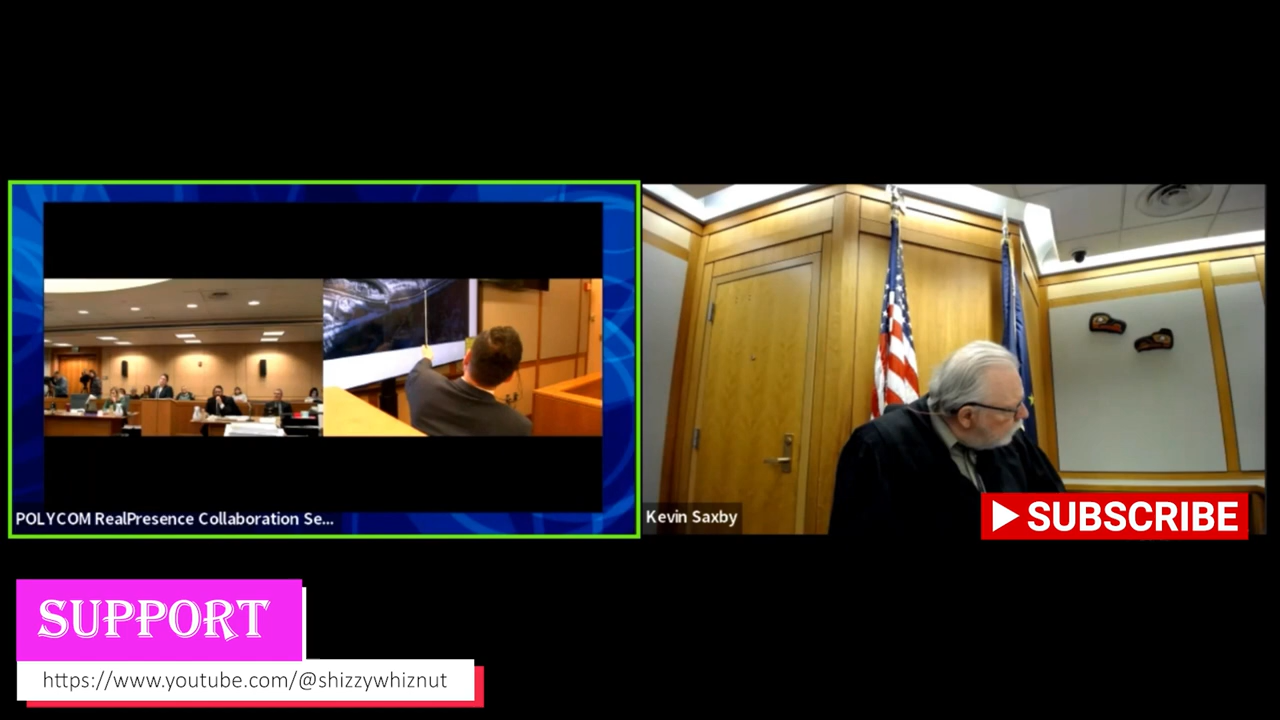 POLYCOM RealPresence Collaboration Se...
Kevin Saxby
SUBSCRIBE
SUPPORT
https://www.youtube.com/@shizzywhiznut